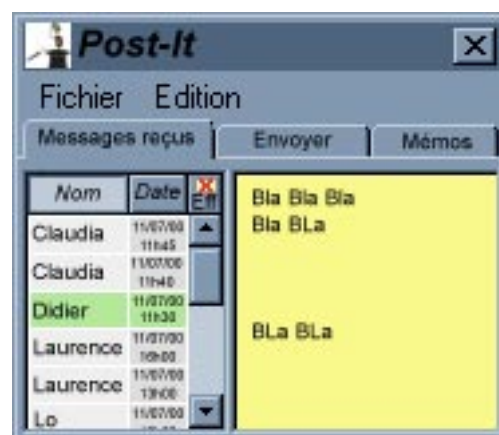 Post-It
Fichier Edition
Messages reçus Envoyer Mémos
Nom Date Eff
Claudia 11/07/00 11h45
Claudia 11/07/00 11h40
Didier 11/07/00 11h30
Laurence 11/07/00 16h00
Laurence 11/07/00 13h00
Lo 11/07/00
Bla Bla Bla
Bla BLa
BLa BLa